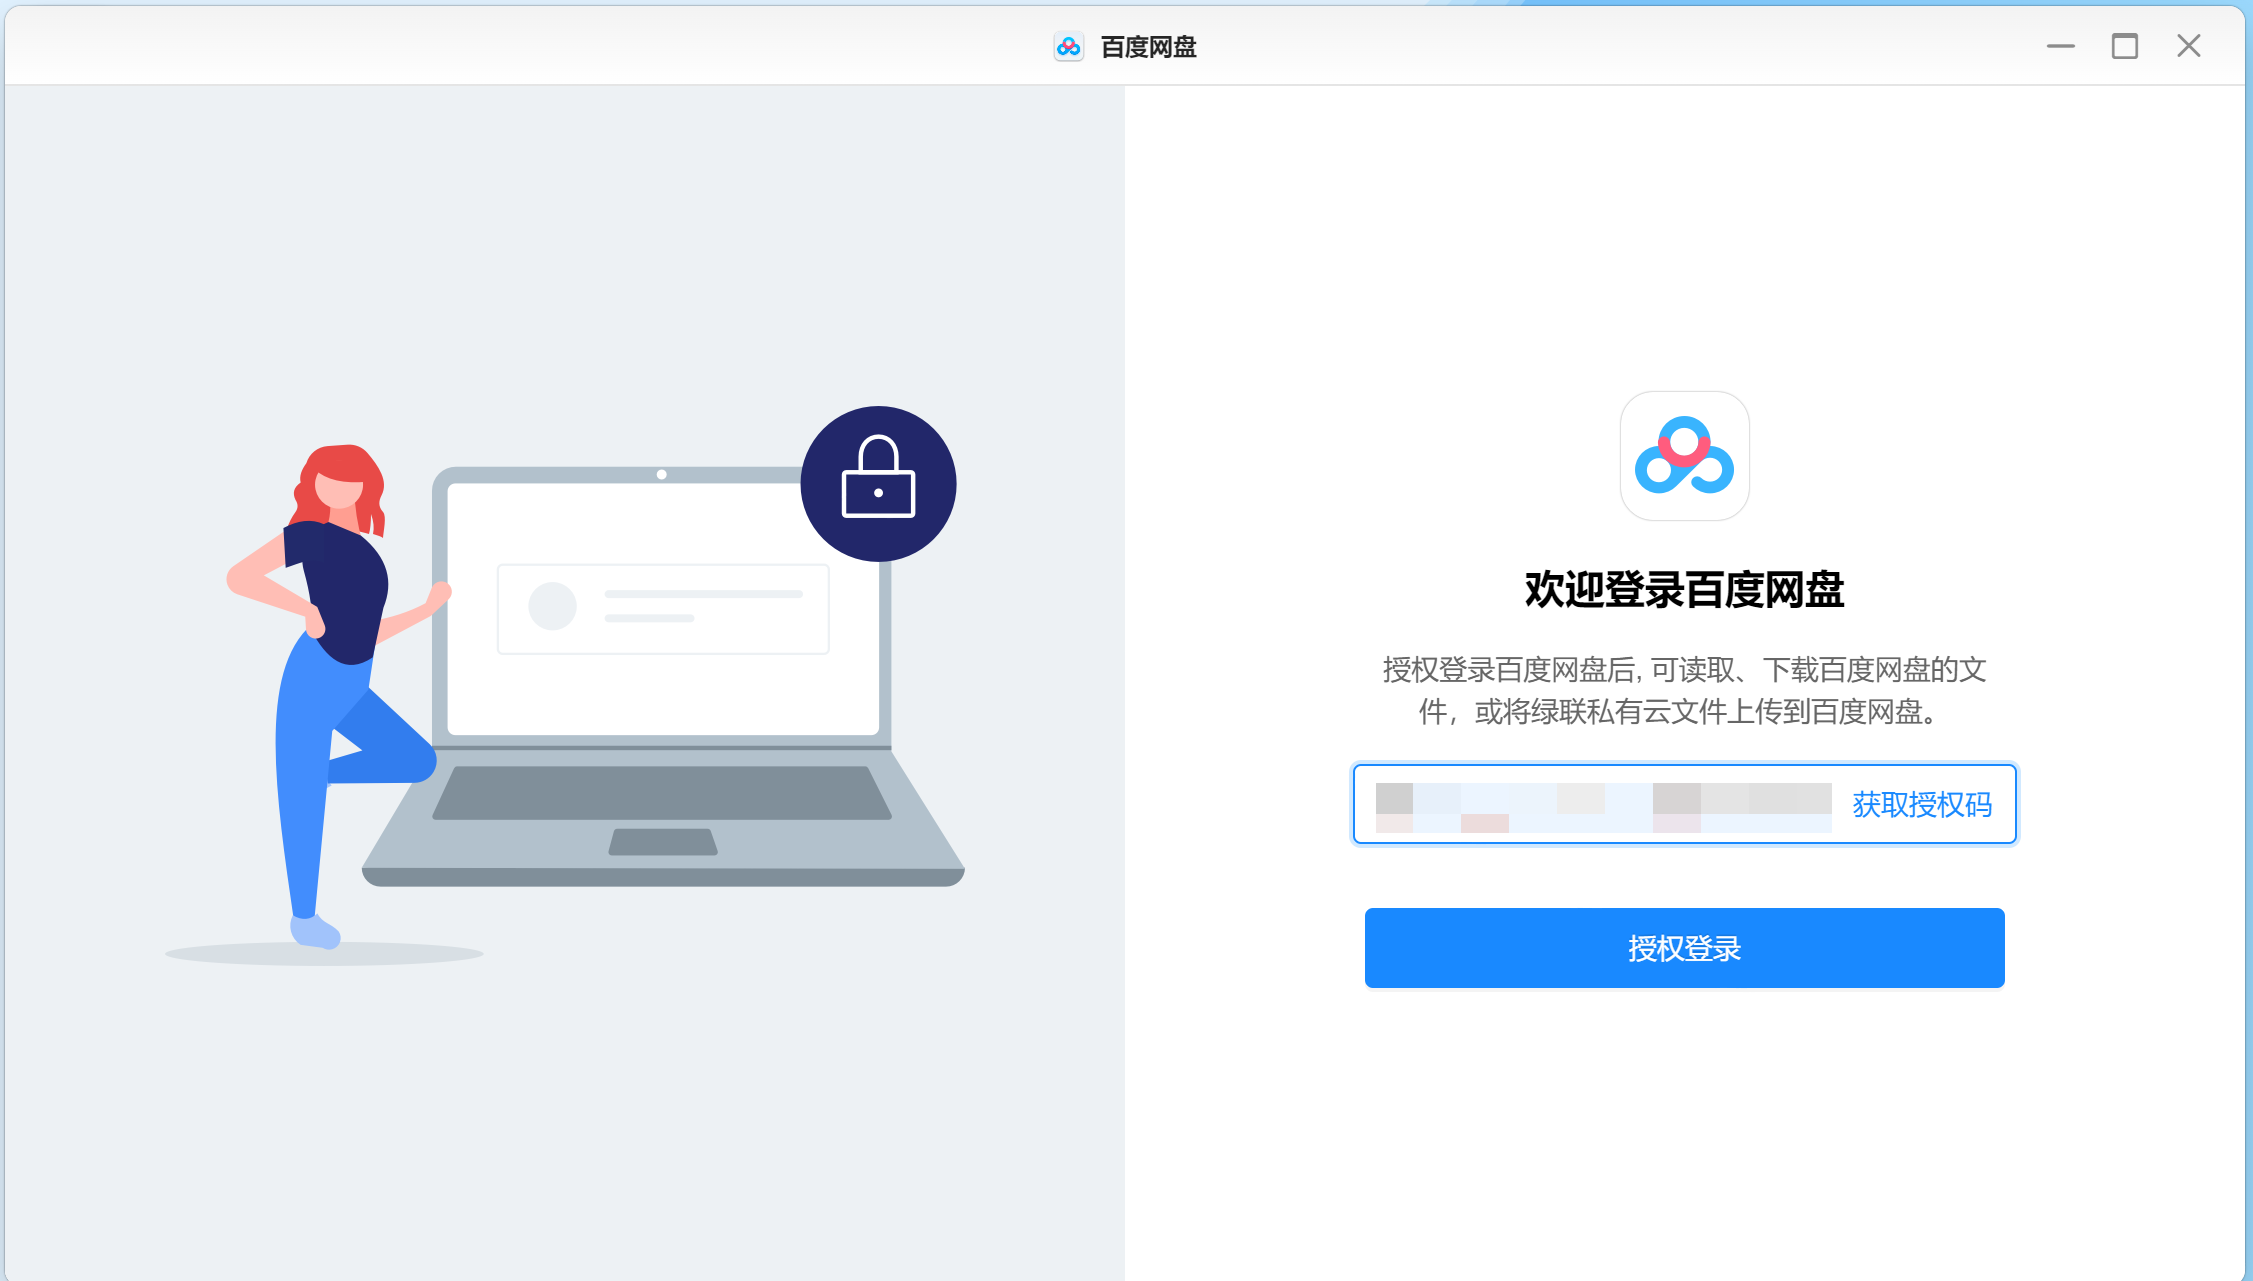 百度网盘
欢迎登录百度网盘
授权登录百度网盘后, 可读取、下载百度网盘的文
件，或将绿联私有云文件上传到百度网盘。
获取授权码
授权登录